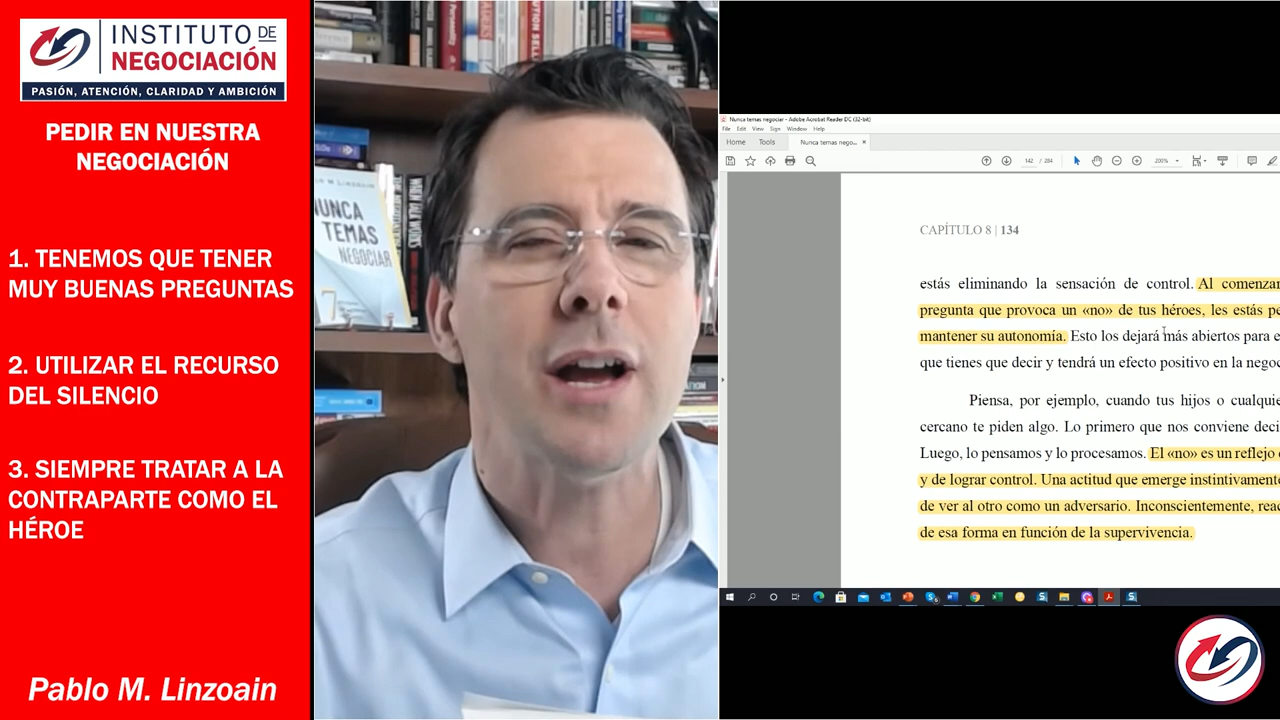 INSTITUTO DE
NEGOCIACIÓN
PASIÓN, ATENCIÓN, CLARIDAD Y AMBICIÓN
PEDIR EN NUESTRA
NEGOCIACIÓN
1. TENEMOS QUE TENER
MUY BUENAS PREGUNTAS
2. UTILIZAR EL RECURSO
DEL SILENCIO
3. SIEMPRE TRATAR A LA
CONTRAPARTE COMO EL
HÉROE
Pablo M. Linzoain
NUNCA
TEMAS
NEGOCIAR
Nunca temas negociar - Adobe Acrobat Reader DC (32-bit)
File Edit View Sign Window Help
Home Tools Nunca temas nego... ×
142 / 284 200%
CAPÍTULO 8 | 134
estás eliminando la sensación de control. Al comenzar
pregunta que provoca un «no» de tus héroes, les estás pe
mantener su autonomía. Esto los dejará más abiertos para e
que tienes que decir y tendrá un efecto positivo en la negoc
Piensa, por ejemplo, cuando tus hijos o cualquie
cercano te piden algo. Lo primero que nos conviene deci
Luego, lo pensamos y lo procesamos. El «no» es un reflejo
y de lograr control. Una actitud que emerge instintivamente
de ver al otro como un adversario. Inconscientemente, reac
de esa forma en función de la supervivencia.